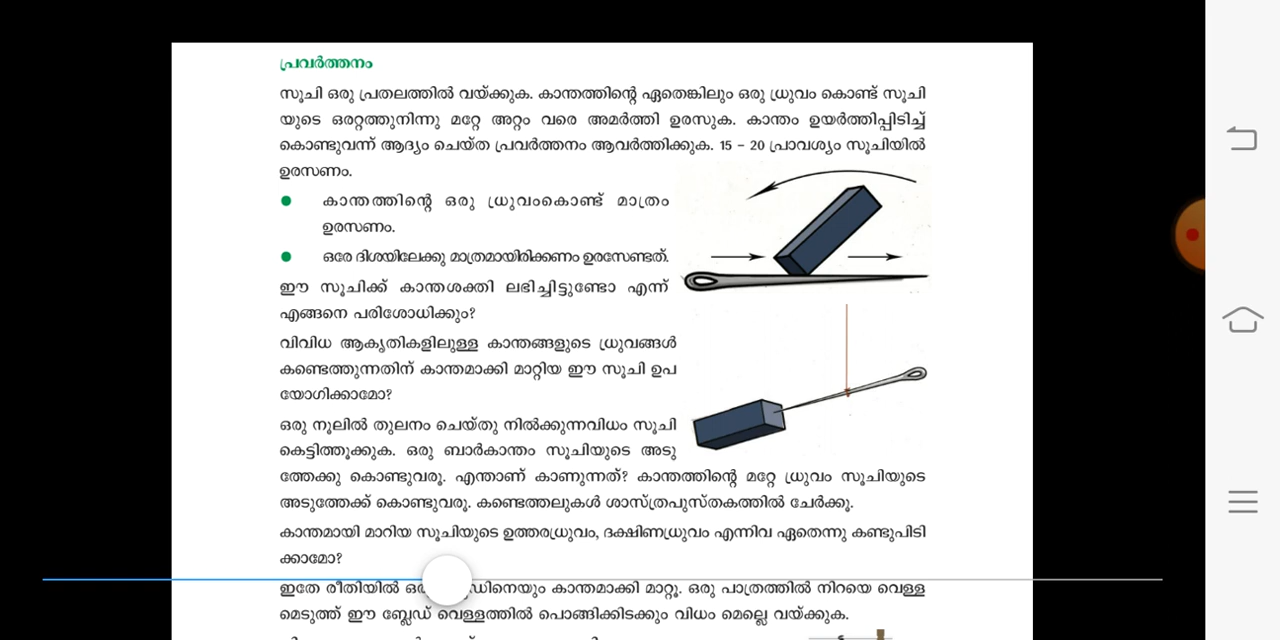 പ്രവർത്തനം
സൂചി ഒരു പ്രതലത്തിൽ വയ്ക്കുക. കാന്തത്തിന്റെ ഏതെങ്കിലും ഒരു ധ്രുവം കൊണ്ട് സൂചി
യുടെ ഒരറ്റത്തുനിന്നു മറ്റേ അറ്റം വരെ അമർത്തി ഉരസുക. കാന്തം ഉയർത്തിപ്പിടിച്ച്
കൊണ്ടുവന്ന് ആദ്യം ചെയ്ത പ്രവർത്തനം ആവർത്തിക്കുക. 15 – 20 പ്രാവശ്യം സൂചിയിൽ
ഉരസണം.
കാന്തത്തിന്റെ ഒരു ധ്രുവംകൊണ്ട് മാത്രം
ഉരസണം.
ഒരേ ദിശയിലേക്കു മാത്രമായിരിക്കണം ഉരസേണ്ടത്.
ഈ സൂചിക്ക് കാന്തശക്തി ലഭിച്ചിട്ടുണ്ടോ എന്ന്
എങ്ങനെ പരിശോധിക്കും?
വിവിധ ആകൃതികളിലുള്ള കാന്തങ്ങളുടെ ധ്രുവങ്ങൾ
കണ്ടെത്തുന്നതിന് കാന്തമാക്കി മാറ്റിയ ഈ സൂചി ഉപ
യോഗിക്കാമോ?
ഒരു നൂലിൽ തുലനം ചെയ്തു നിൽക്കുന്നവിധം സൂചി
കെട്ടിത്തൂക്കുക. ഒരു ബാർകാന്തം സൂചിയുടെ അടു
ത്തേക്കു കൊണ്ടുവരൂ. എന്താണ് കാണുന്നത്? കാന്തത്തിന്റെ മറ്റേ ധ്രുവം സൂചിയുടെ
അടുത്തേക്ക് കൊണ്ടുവരൂ. കണ്ടെത്തലുകൾ ശാസ്ത്രപുസ്തകത്തിൽ ചേർക്കൂ.
കാന്തമായി മാറിയ സൂചിയുടെ ഉത്തരധ്രുവം, ദക്ഷിണധ്രുവം എന്നിവ ഏതെന്നു കണ്ടുപിടി
ക്കാമോ?
ഇതേ രീതിയിൽ കാന്തമാക്കി മാറ്റൂ. ഒരു പാത്രത്തിൽ നിറയെ വെള്ള
മെടുത്ത് ഈ ബ്ലേഡ് വെള്ളത്തിൽ പൊങ്ങിക്കിടക്കും വിധം മെല്ലെ വയ്ക്കുക.